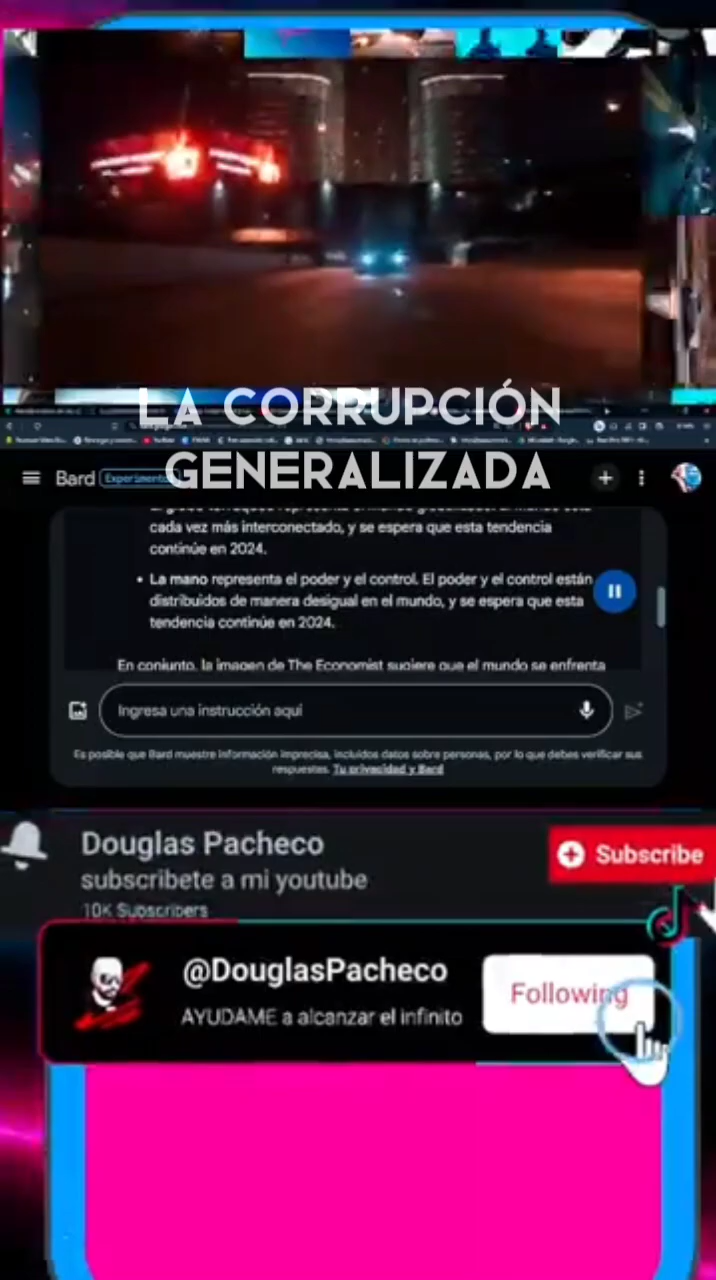 LA CORRUPCIÓN
GENERALIZADA
Bard
cada vez más interconectado, y se espera que esta tendencia
continúe en 2024.
• La mano representa el poder y el control. El poder y el control están
distribuidos de manera desigual en el mundo, y se espera que esta
tendencia continúe en 2024.
En conjunto, la imagen de The Economist sugiere que el mundo se enfrenta
Ingresa una instrucción aquí
Es posible que Bard muestre información imprecisa, incluidos datos sobre personas, por lo que debes verificar sus
respuestas. Tu privacidad y Bard
Douglas Pacheco
Subscribe
subscribete a mi youtube
10K Subscribers
@DouglasPacheco
Following
AYUDAME a alcanzar el infinito